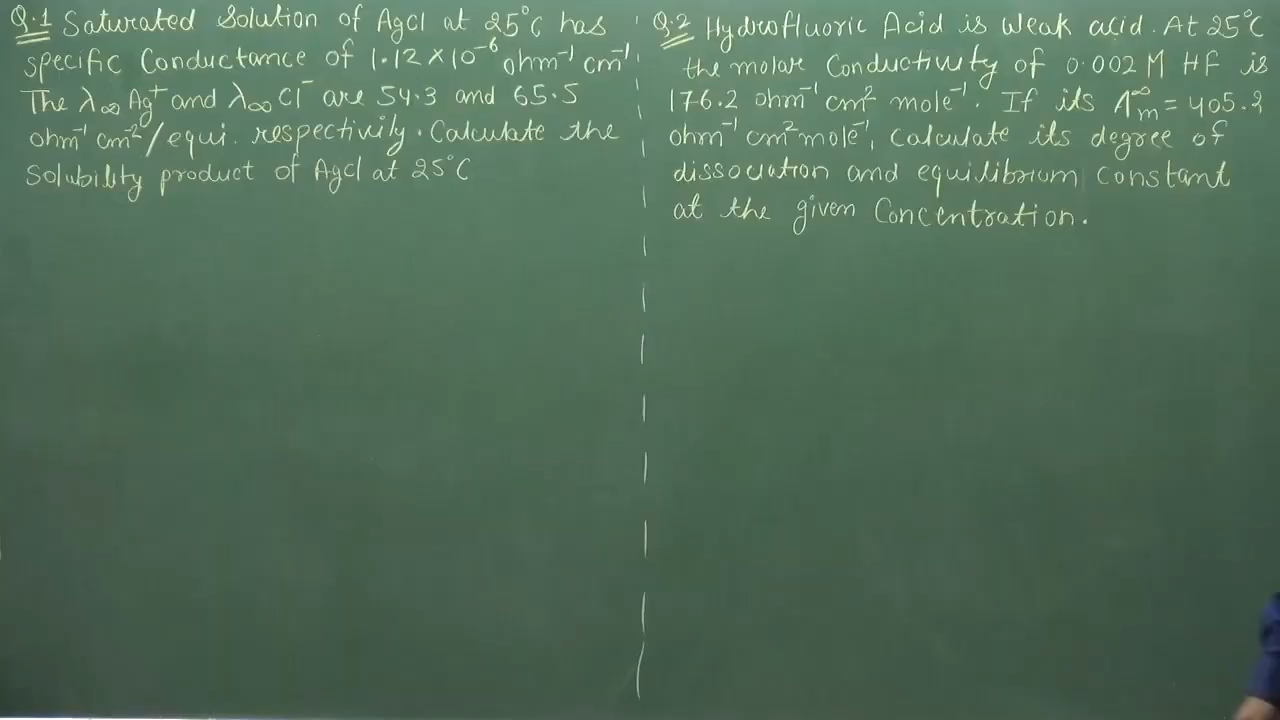 Q.1 Saturated Solution of AgCl at 25°C has
specific Conductance of 1.12×10⁻⁶ ohm⁻¹ cm⁻¹.
The λ∞Ag⁺ and λ∞Cl⁻ are 54.3 and 65.5
ohm⁻¹ cm⁻²/equi. respectivily. Calculate the
Solubility product of AgCl at 25°C
Q.2 Hydrofluoric Acid is Weak acid. At 25°C
the molar Conductivity of 0.002 M HF is
176.2 ohm⁻¹ cm² mole⁻¹. If its Λ∞m = 405.2
ohm⁻¹ cm² mole⁻¹, Calculate its degree of
dissociation and equilibrium constant
at the given Concentration.